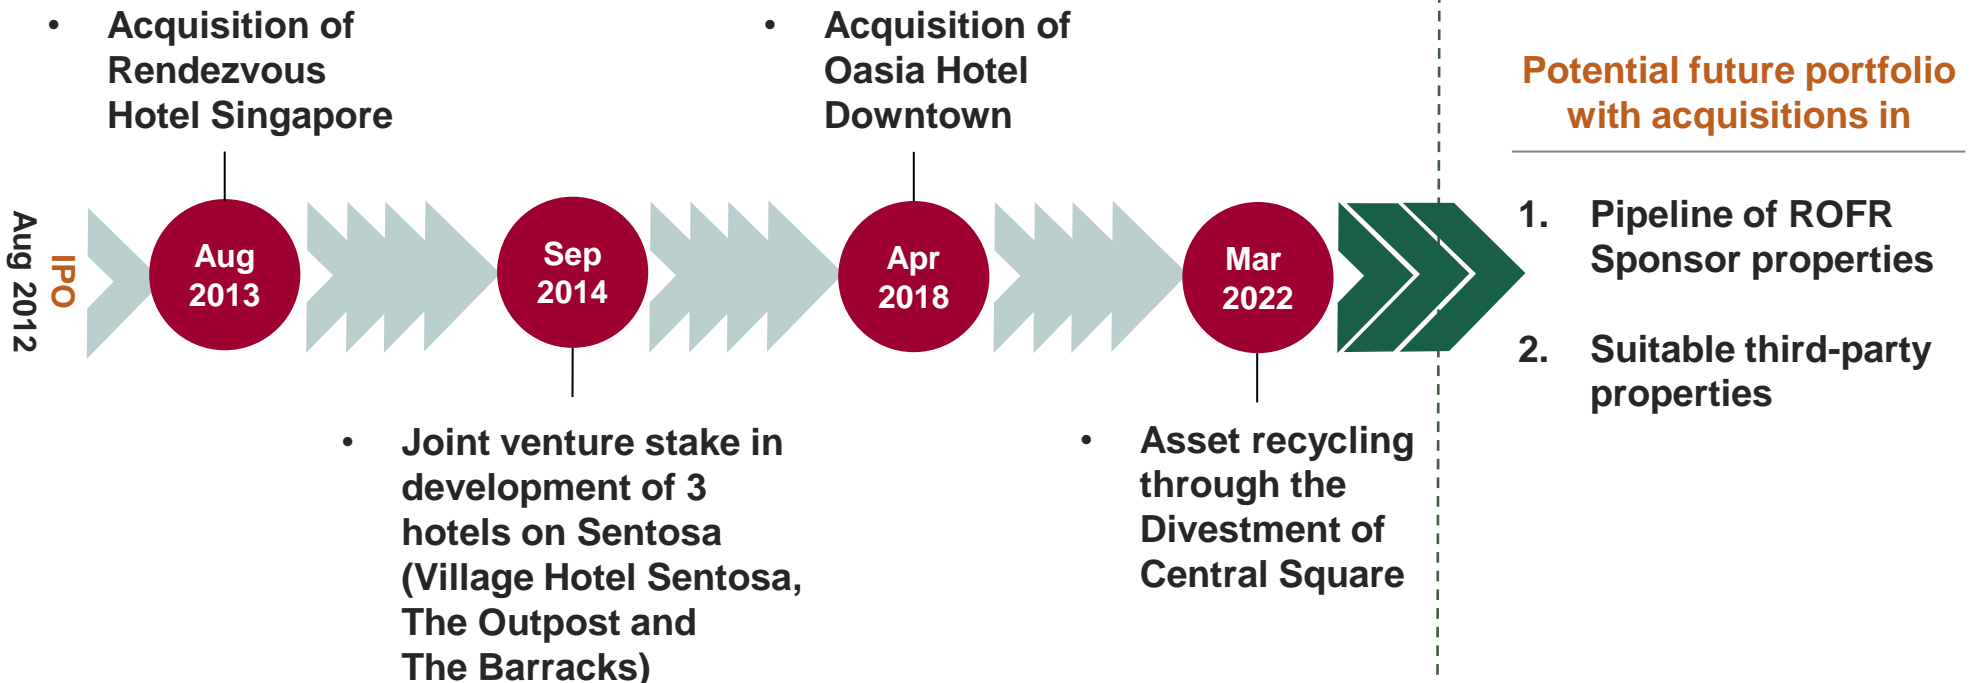 • Acquisition of
Rendezvous
Hotel Singapore
• Acquisition of
Oasia Hotel
Downtown
Potential future portfolio
with acquisitions in
IPO
Aug 2012
Aug
2013
Sep
2014
Apr
2018
Mar
2022
1. Pipeline of ROFR
Sponsor properties
2. Suitable third-party
properties
• Joint venture stake in
development of 3
hotels on Sentosa
(Village Hotel Sentosa,
The Outpost and
The Barracks)
• Asset recycling
through the
Divestment of
Central Square